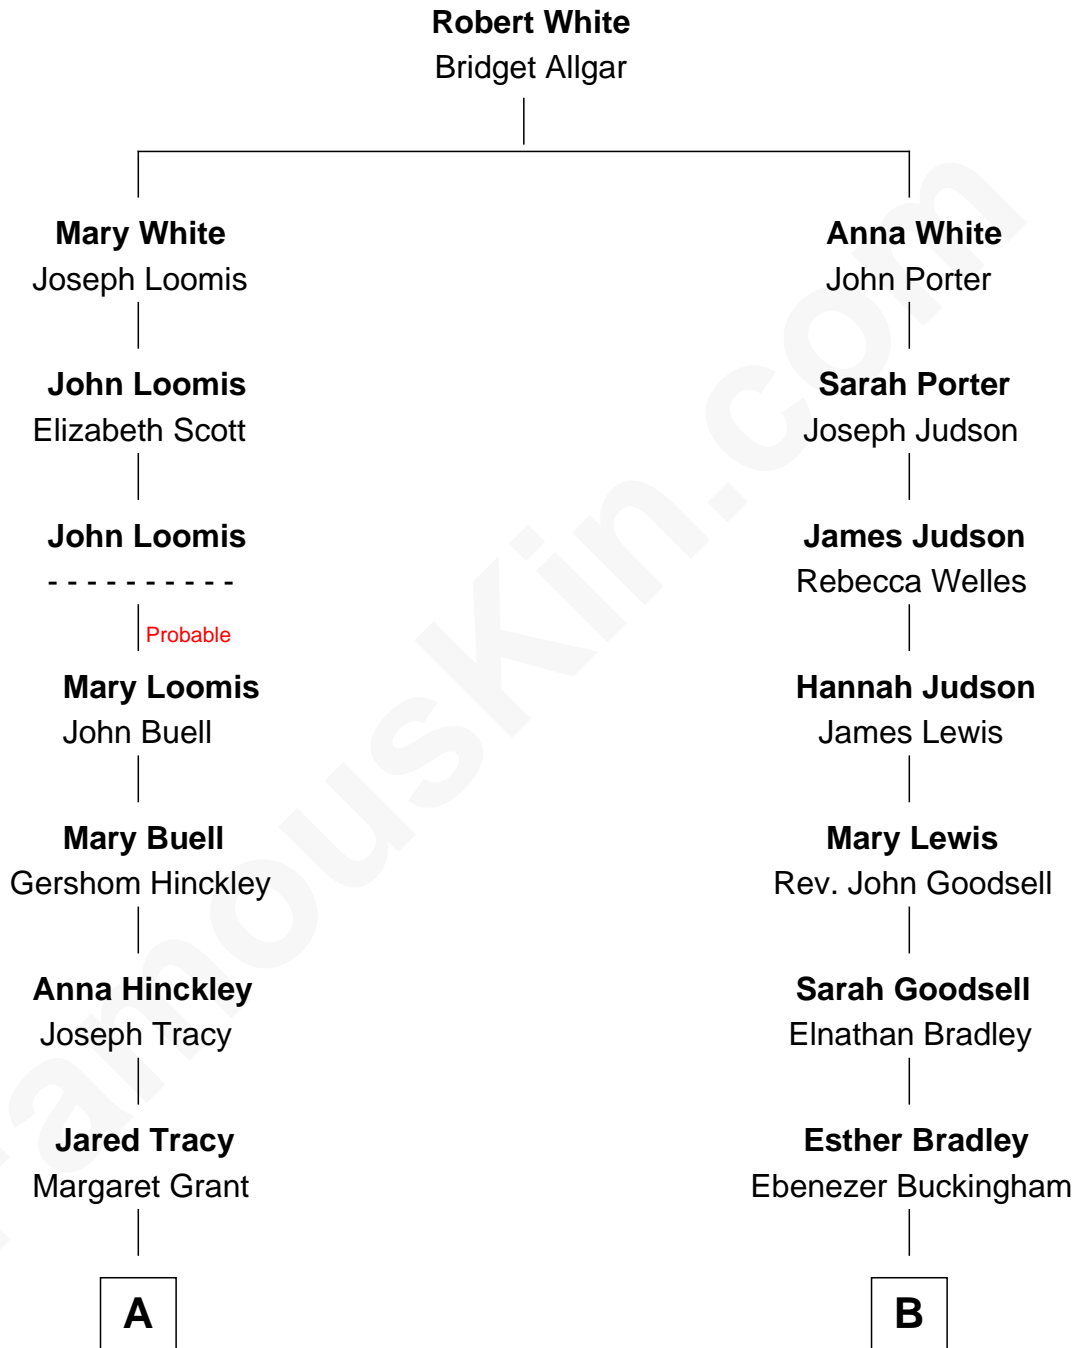 Robert White
Bridget Allgar
Mary White
Joseph Loomis
Anna White
John Porter
John Loomis
Elizabeth Scott
Sarah Porter
Joseph Judson
John Loomis
- - - - - - - - - -
James Judson
Rebecca Welles
Probable
Mary Loomis
John Buell
Hannah Judson
James Lewis
Mary Buell
Gershom Hinckley
Mary Lewis
Rev. John Goodsell
Anna Hinckley
Joseph Tracy
Sarah Goodsell
Elnathan Bradley
Jared Tracy
Margaret Grant
Esther Bradley
Ebenezer Buckingham
A
B
FamousKin.com